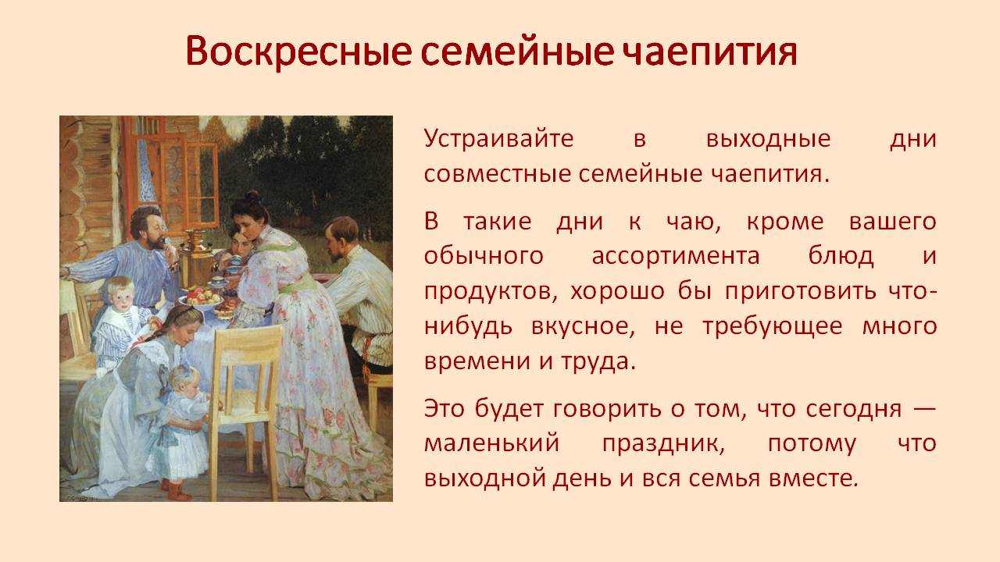 Воскресные семейные чаепития
Устраивайте в выходные дни
совместные семейные чаепития.
В такие дни к чаю, кроме вашего
обычного ассортимента блюд и
продуктов, хорошо бы приготовить что-
нибудь вкусное, не требующее много
времени и труда.
Это будет говорить о том, что сегодня —
маленький праздник, потому что
выходной день и вся семья вместе.